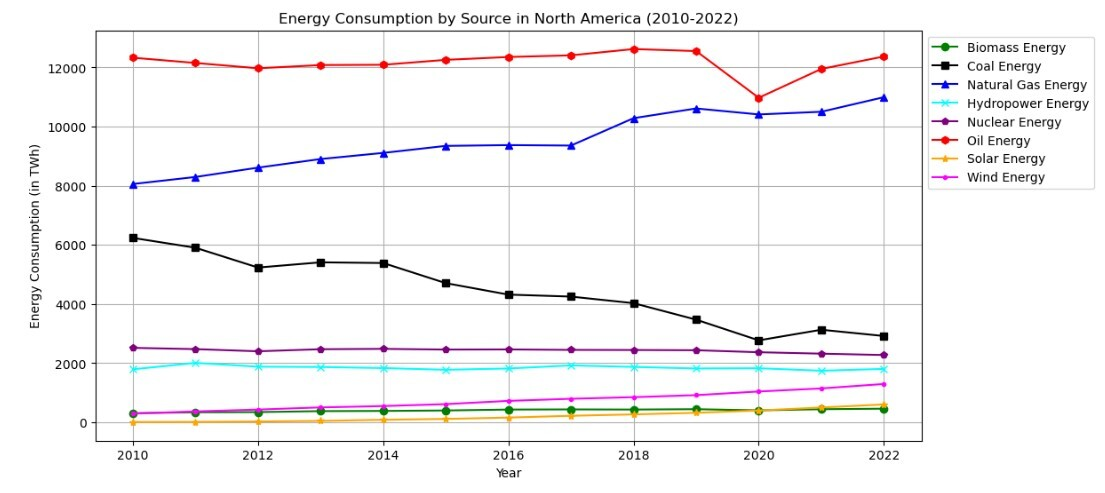 Energy Consumption by Source in North America (2010-2022)
Energy Consumption (in TWh)
12000
10000
8000
6000
4000
2000
0
2010
2012
2014
2016
2018
2020
2022
Year
Biomass Energy
Coal Energy
Natural Gas Energy
Hydropower Energy
Nuclear Energy
Oil Energy
Solar Energy
Wind Energy